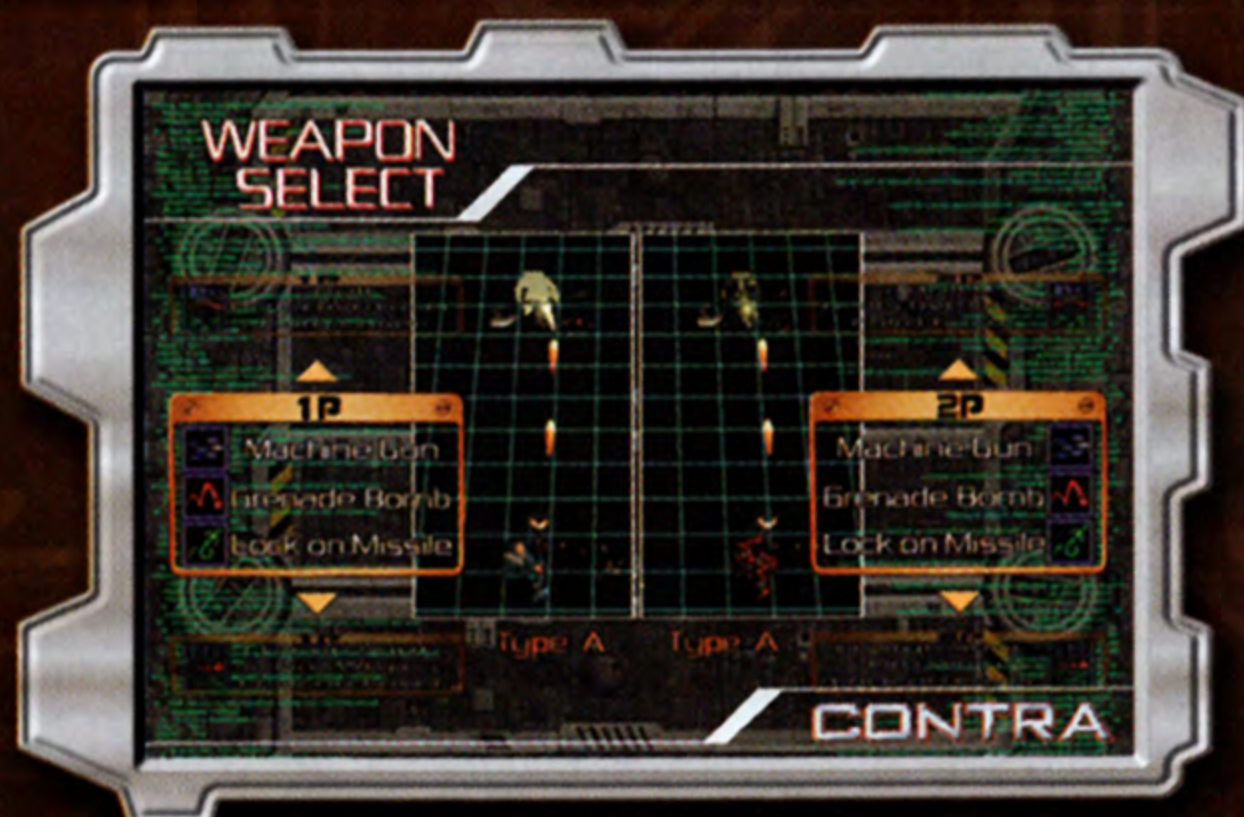 WEAPON
SELECT
1P
Machine Gun
Grenade Bomb
Lock on Missile
2P
Machine Gun
Grenade Bomb
Lock on Missile
Type A
Type A
CONTRA